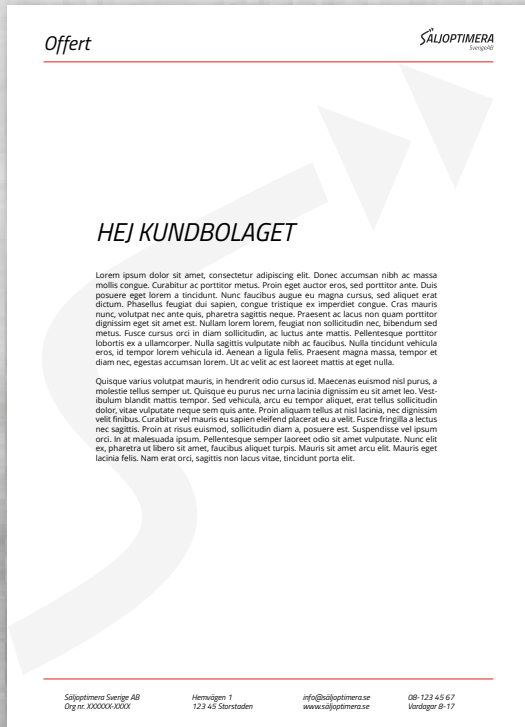 Offert
SÄLJOPTIMERA
SverigeAB
HEJ KUNDBOLAGET
Lorem ipsum dolor sit amet, consectetur adipiscing elit. Donec accumsan nibh ac massa
mollis congue. Curabitur ac porttitor metus. Proin eget auctor eros, sed porttitor ante. Duis
posuere eget lorem a tincidunt. Nunc faucibus augue eu magna cursus, sed aliquet erat
dictum. Phasellus feugiat dui sapien, congue tristique ex imperdiet congue. Cras mauris
nunc, volutpat nec ante quis, pharetra sagittis neque. Praesent ac lacus non quam porttitor
dignissim eget sit amet est. Nullam lorem lorem, feugiat non sollicitudin nec, bibendum sed
metus. Fusce cursus orci in diam sollicitudin, ac luctus ante mattis. Pellentesque porttitor
lobortis ex a ullamcorper. Nulla sagittis vulputate nibh ac faucibus. Nulla tincidunt vehicula
eros, id tempor lorem vehicula id. Aenean a ligula felis. Praesent magna massa, tempor et
diam nec, egestas accumsan lorem. Ut ac velit ac est laoreet mattis at eget nulla.
Quisque varius volutpat mauris, in hendrerit odio cursus id. Maecenas euismod nisl purus, a
molestie tellus semper ut. Quisque eu purus nec urna lacinia dignissim eu sit amet leo. Vest-
ibulum blandit mattis tempor. Sed vehicula, arcu eu tempor aliquet, erat tellus sollicitudin
dolor, vitae vulputate neque sem quis ante. Proin aliquam tellus at nisl lacinia, nec dignissim
velit finibus. Curabitur vel mauris eu sapien eleifend placerat eu a velit. Fusce fringilla a lectus
nec sagittis. Proin at risus euismod, sollicitudin diam a, posuere est. Suspendisse vel ipsum
orci. In at malesuada ipsum. Pellentesque semper laoreet odio sit amet vulputate. Nunc elit
ex, pharetra ut libero sit amet, faucibus aliquet turpis. Mauris sit amet arcu elit. Mauris eget
lacinia felis. Nam erat orci, sagittis non lacus vitae, tincidunt porta elit.
Säljoptimera Sverige AB Hemvägen 1 info@säljoptimera.se 08-123 45 67
Org nr. XXXXXX-XXXX 123 45 Storstaden www.säljoptimera.se Vardagar 8-17